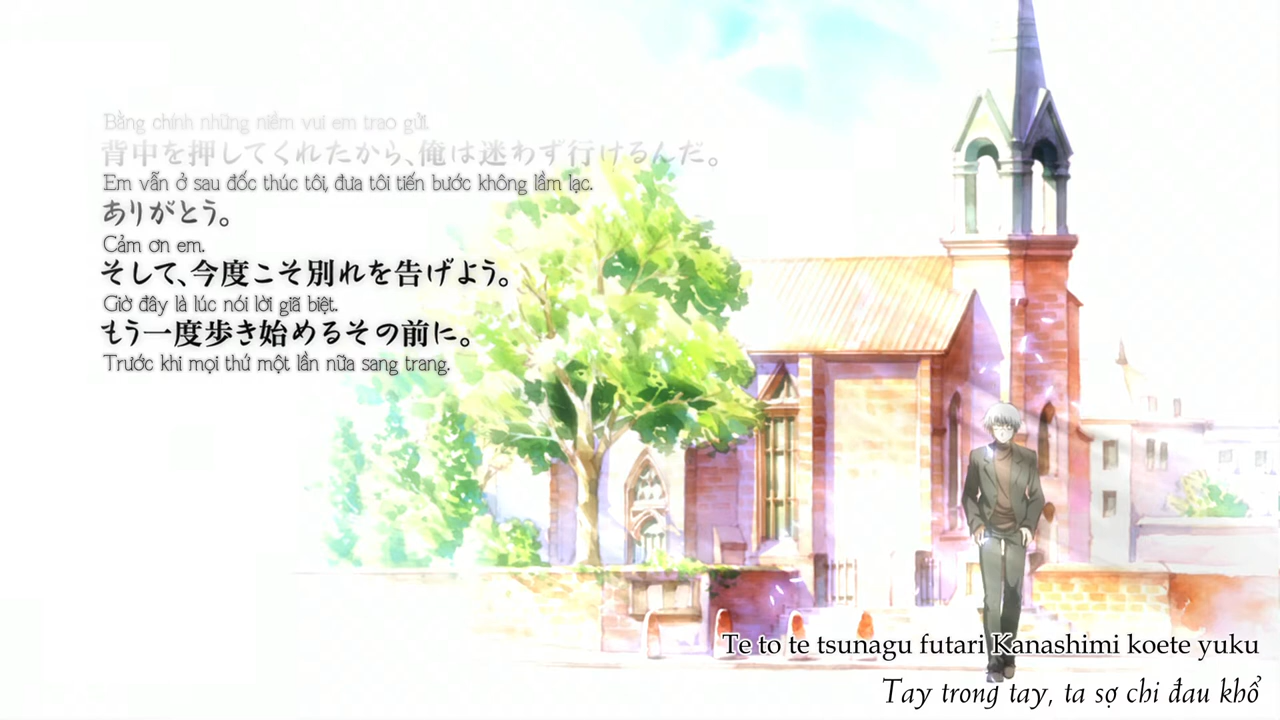 Bằng chính những niềm vui em trao gửi.
背中を押してくれたから、俺は迷わず行けるんだ。
Em vẫn ở sau đốc thúc tôi, đưa tôi tiến bước không lầm lạc.
ありがとう。
Cảm ơn em.
そして、今度こそ別れを告げよう。
Giờ đây là lúc nói lời giã biệt.
もう一度歩き始めるその前に。
Trước khi mọi thứ một lần nữa sang trang.
Te to te tsunagu futari Kanashimi koete yuku
Tay trong tay, ta sợ chi đau khổ